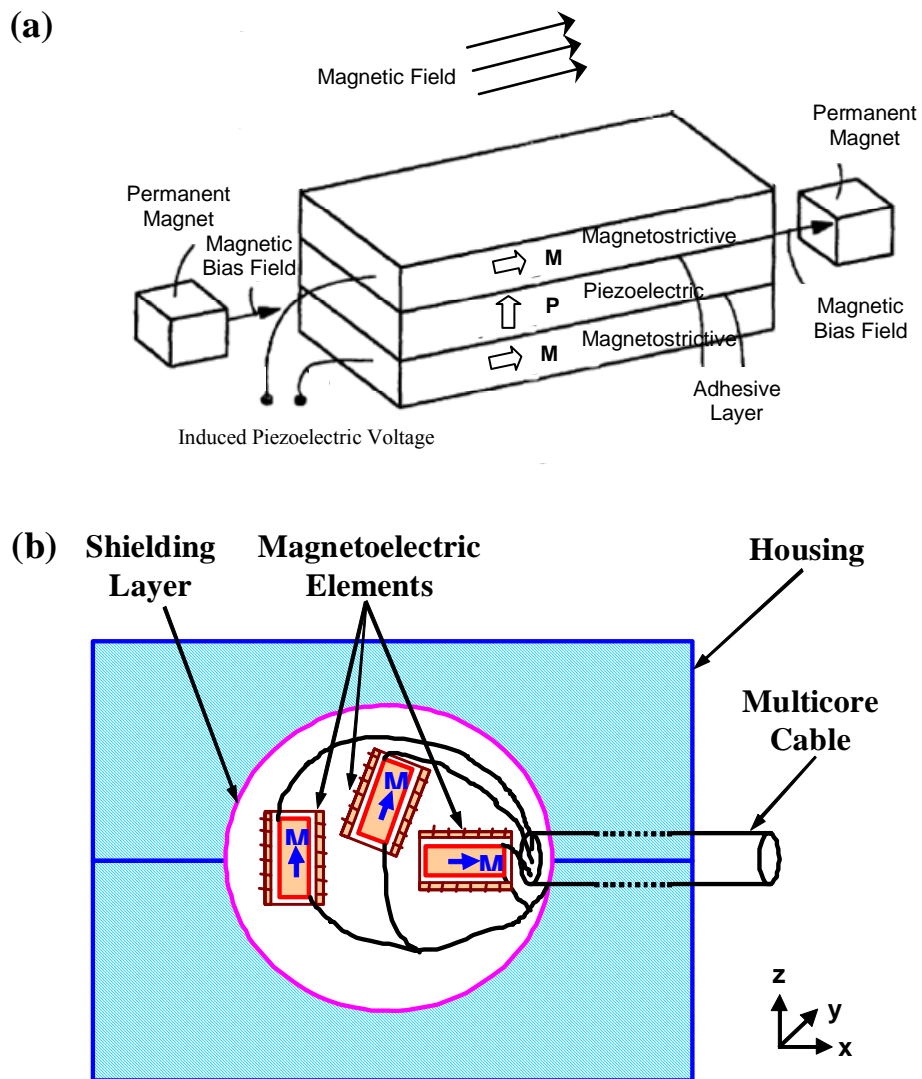 (a)
Magnetic Field
Permanent
Magnet
Permanent
Magnet
Magnetic
Bias Field
M Magnetostrictive
P Piezoelectric
M Magnetostrictive
Magnetic
Bias Field
Adhesive
Layer
Induced Piezoelectric Voltage
(b)
Shielding
Layer
Magnetoelectric
Elements
Housing
Multicore
Cable
M
M
M
z
y
x